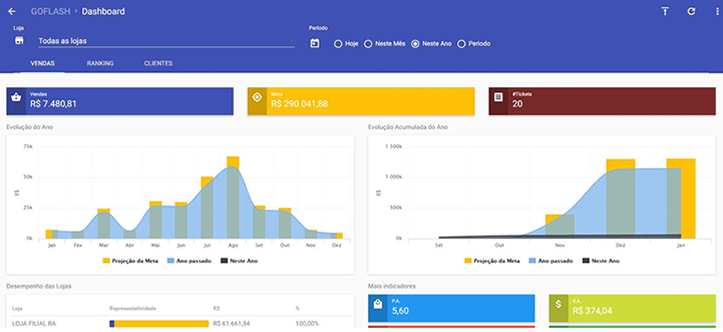 GOFLASH > Dashboard
Loja
Todas as lojas
Período
Hoje
Neste Mês
Neste Ano
Período
VENDAS
RANKING
CLIENTES
Vendas
R$ 7.480,81
Meta
R$ 290.041,88
#Tickets
20
Evolução do Ano
75k
50k
25k
0k
R$
Jan Fev Mar Abr Mai Jun Jul Ago Set Out Nov Dez
Projeção da Meta Ano passado Neste Ano
Evolução Acumulada do Ano
1 500k
1 000k
500k
0k
R$
Set Out Nov Dez Jan
Projeção da Meta Ano passado Neste Ano
Desempenho das Lojas
Loja Representatividade R$ %
LOJA FILIAL BA R$ 61.661,34 100,00%
Mais indicadores
P.A
5,60
R$ 374,04